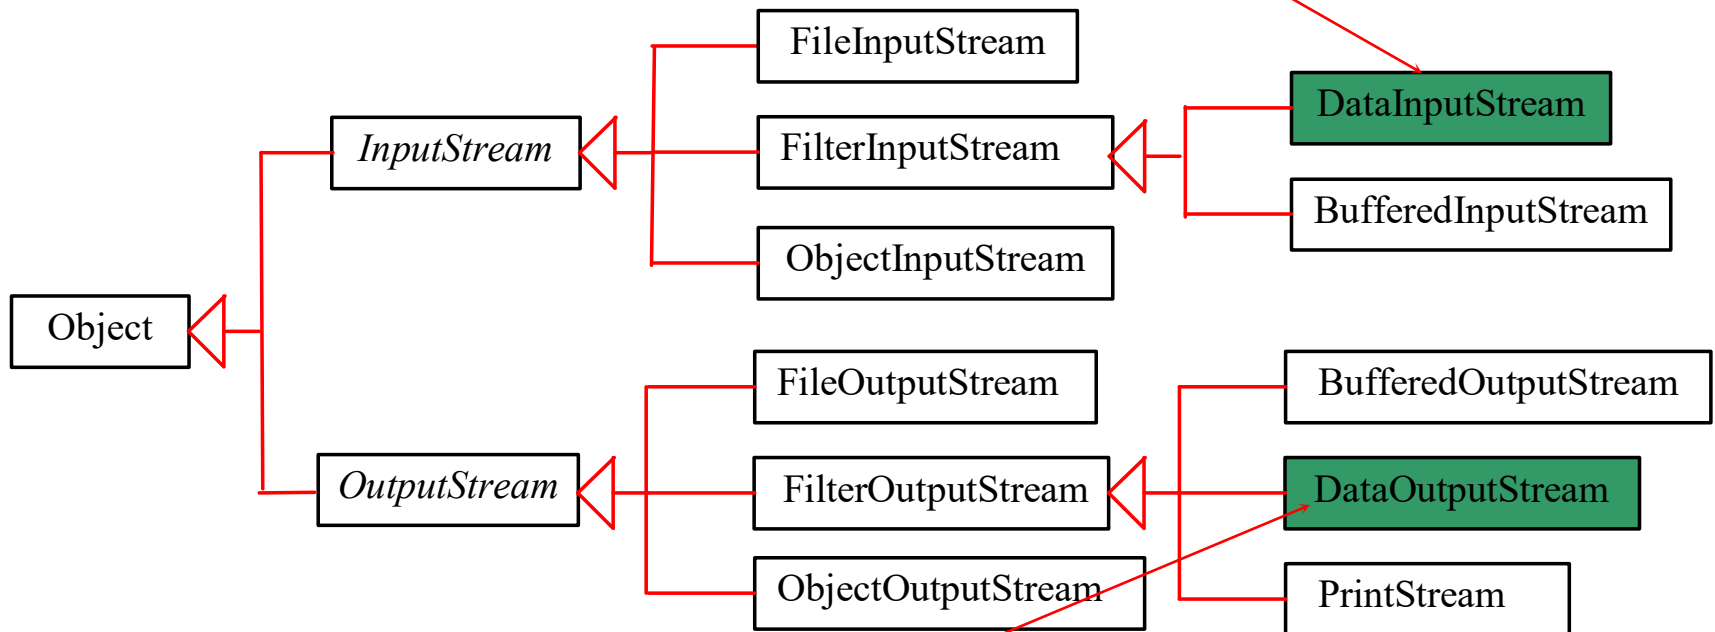 FileInputStream
DataInputStream
InputStream
FilterInputStream
BufferedInputStream
ObjectInputStream
Object
FileOutputStream
BufferedOutputStream
OutputStream
FilterOutputStream
DataOutputStream
ObjectOutputStream
PrintStream